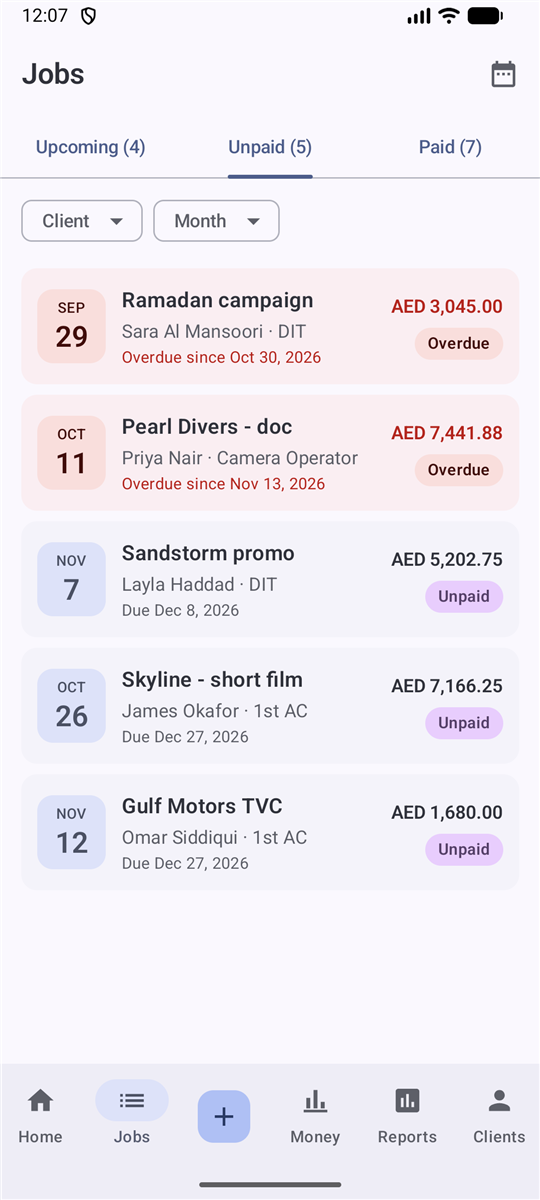 12:07
Jobs
Upcoming (4)
Unpaid (5)
Paid (7)
Client
Month
SEP
29
Ramadan campaign
Sara Al Mansoori · DIT
Overdue since Oct 30, 2026
AED 3,045.00
Overdue
OCT
11
Pearl Divers - doc
Priya Nair · Camera Operator
Overdue since Nov 13, 2026
AED 7,441.88
Overdue
NOV
7
Sandstorm promo
Layla Haddad · DIT
Due Dec 8, 2026
AED 5,202.75
Unpaid
OCT
26
Skyline - short film
James Okafor · 1st AC
Due Dec 27, 2026
AED 7,166.25
Unpaid
NOV
12
Gulf Motors TVC
Omar Siddiqui · 1st AC
Due Dec 27, 2026
AED 1,680.00
Unpaid
Home
Jobs
+
Money
Reports
Clients